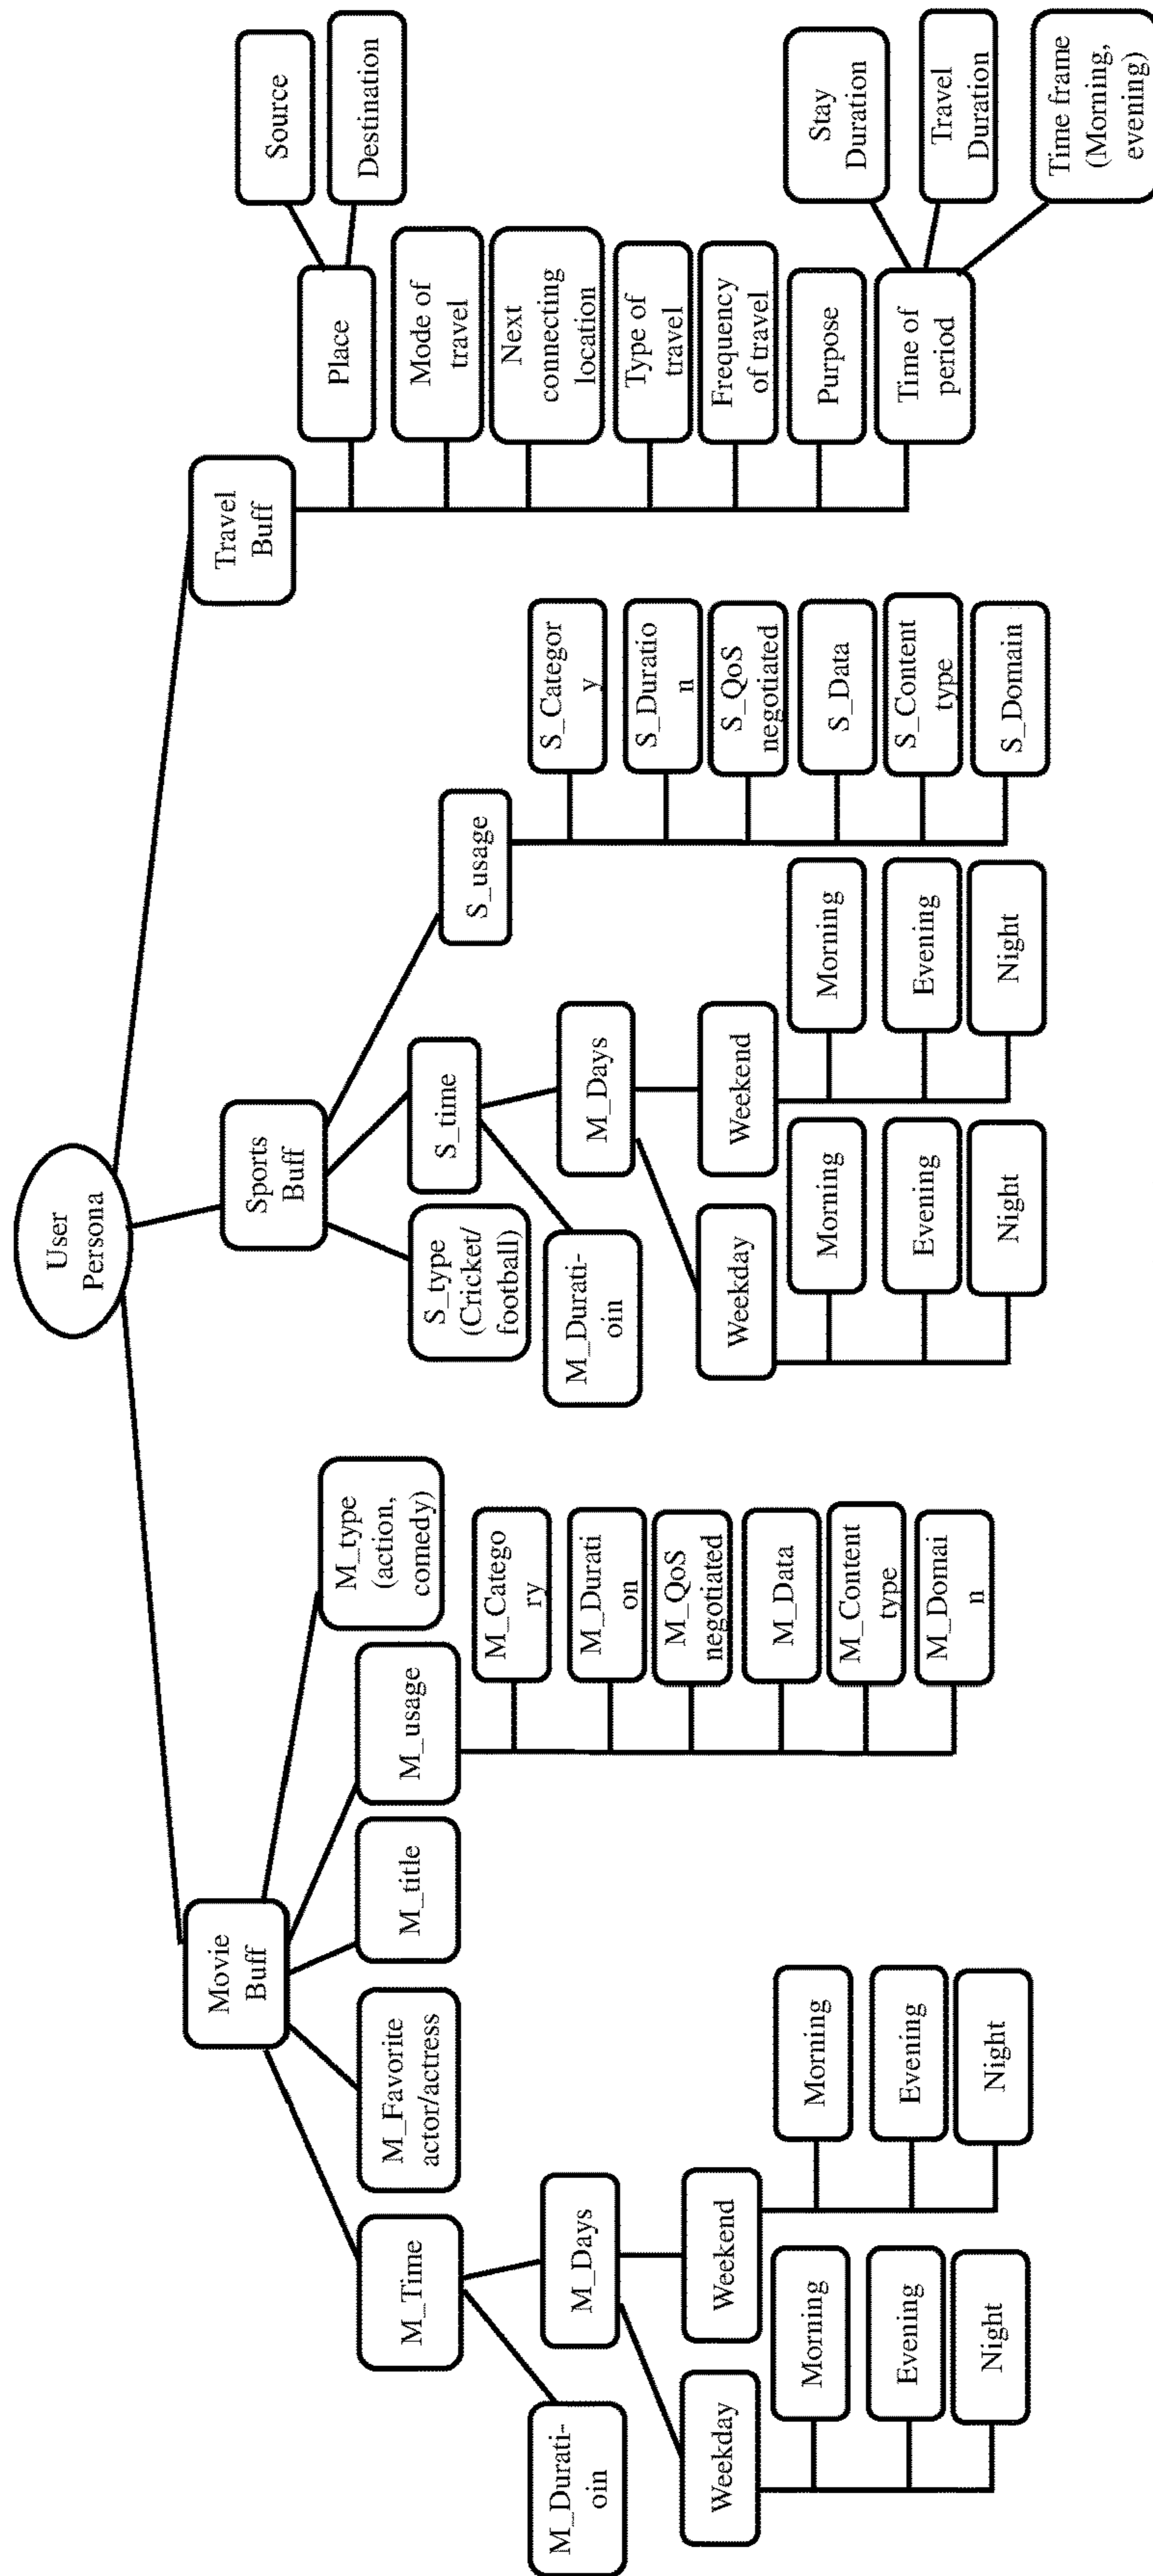 User
Persona
Movie
Buff
Sports
Buff
Travel
Buff
M_Time
M_Favorite
actor/actress
M_title
M_usage
M_type
(action,
comedy)
M_Durati-
oin
M_Days
Weekday
Weekend
Morning
Evening
Night
Morning
Evening
Night
M_Catego
ry
M_Durati
on
M_QoS
negotiated
M_Data
M_Content
type
M_Domai
n
S_type
(Cricket/
football)
S_time
S_usage
M_Durati-
oin
M_Days
Weekday
Weekend
Morning
Evening
Night
Morning
Evening
Night
S_Categor
y
S_Duratio
n
S_QoS
negotiated
S_Data
S_Content
type
S_Domain
Place
Source
Destination
Mode of
travel
Next
connecting
location
Type of
travel
Frequency
of travel
Purpose
Time of
period
Stay
Duration
Travel
Duration
Time frame
(Morning,
evening)